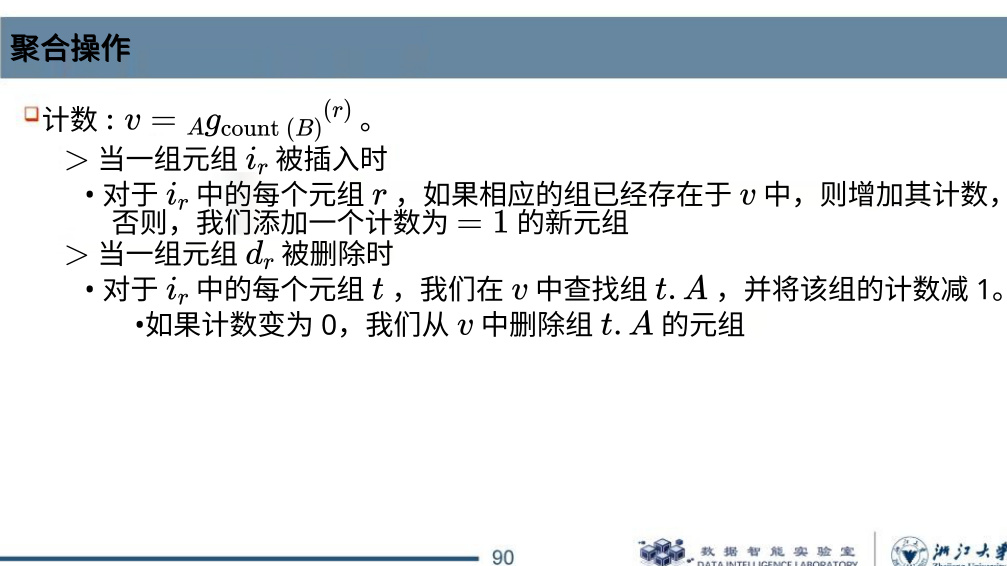 聚合操作
计数 : v = _A g_{count (B)}^{(r)} 。
> 当一组元组 i_r 被插入时
• 对于 i_r 中的每个元组 r ，如果相应的组已经存在于 v 中，则增加其计数，
否则，我们添加一个计数为 = 1 的新元组
> 当一组元组 d_r 被删除时
• 对于 i_r 中的每个元组 t ，我们在 v 中查找组 t. A ，并将该组的计数减 1。
•如果计数变为 0，我们从 v 中删除组 t. A 的元组
90
数据智能实验室
DATA INTELLIGENCE LABORATORY
浙江大学
Zhejiang University